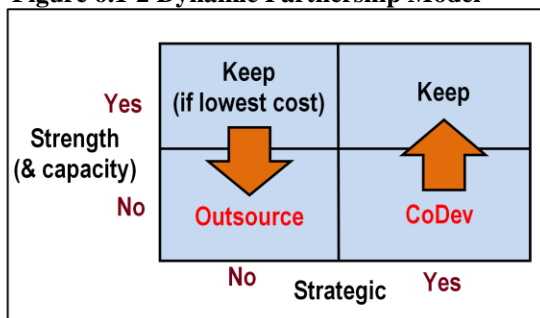 Figure 6.1-2 Dynamic Partnership Model
Keep
(if lowest cost)
Keep
Yes
Strength
(& capacity)
No
Outsource
CoDev
No
Strategic
Yes